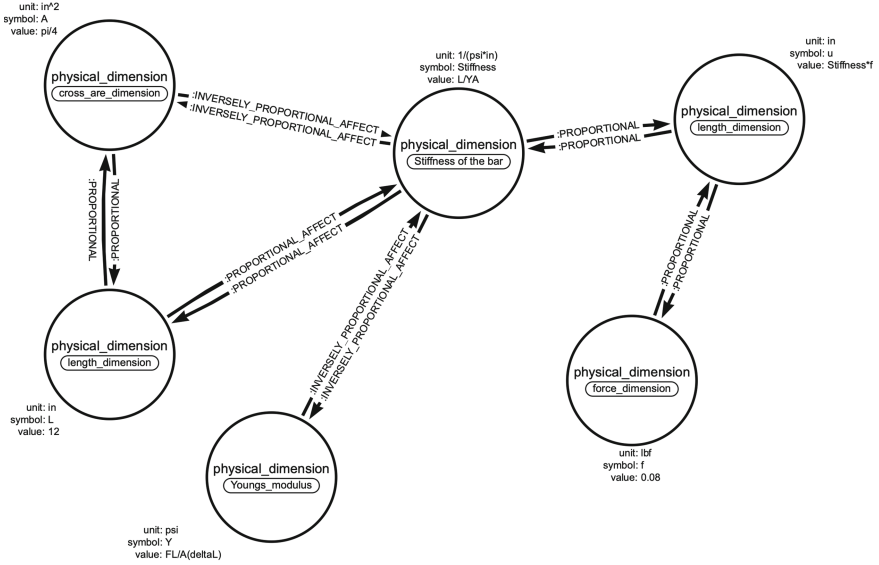 unit: in^2
symbol: A
value: pi/4
physical_dimension
cross_are_dimension
:INVERSELY_PROPORTIONAL_AFFECT
:INVERSELY_PROPORTIONAL_AFFECT
unit: 1/(psi*in)
symbol: Stiffness
value: L/YA
physical_dimension
Stiffness of the bar
:PROPORTIONAL
:PROPORTIONAL
unit: in
symbol: u
value: Stiffness*f
physical_dimension
length_dimension
:PROPORTIONAL
:PROPORTIONAL
:PROPORTIONAL_AFFECT
:PROPORTIONAL_AFFECT
:INVERSELY_PROPORTIONAL_AFFECT
:INVERSELY_PROPORTIONAL_AFFECT
:PROPORTIONAL
:PROPORTIONAL
physical_dimension
length_dimension
unit: in
symbol: L
value: 12
physical_dimension
force_dimension
unit: lbf
symbol: f
value: 0.08
physical_dimension
Youngs_modulus
unit: psi
symbol: Y
value: FL/A(deltaL)